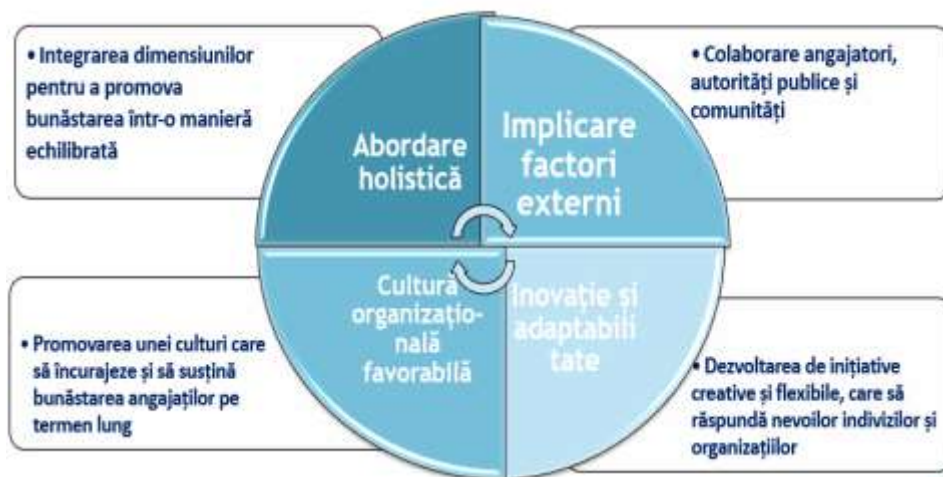 • Integrarea dimensiunilor
pentru a promova
bunăstarea într-o manieră
echilibrată
Abordare
holistică
Implicare
factori
externi
• Colaborare angajatori,
autorități publice și
comunități
• Promovarea unei culturi care
să încurajeze și să susțină
bunăstarea angajaților pe
termen lung
Cultură
organizațio-
nală
favorabilă
Inovație si
adaptabili
tate
• Dezvoltarea de inițiative
creative și flexibile, care să
răspundă nevoilor indivizilor și
organizațiilor